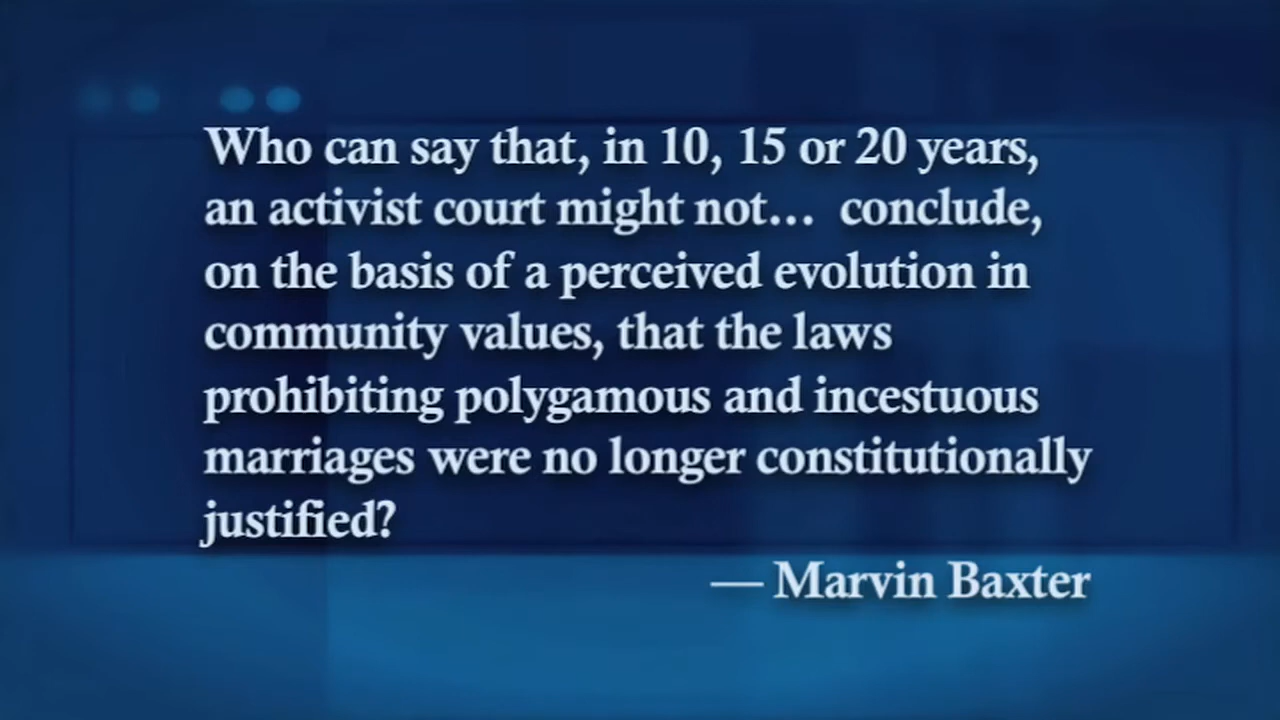 Who can say that, in 10, 15 or 20 years,
an activist court might not... conclude,
on the basis of a perceived evolution in
community values, that the laws
prohibiting polygamous and incestuous
marriages were no longer constitutionally
justified?
— Marvin Baxter